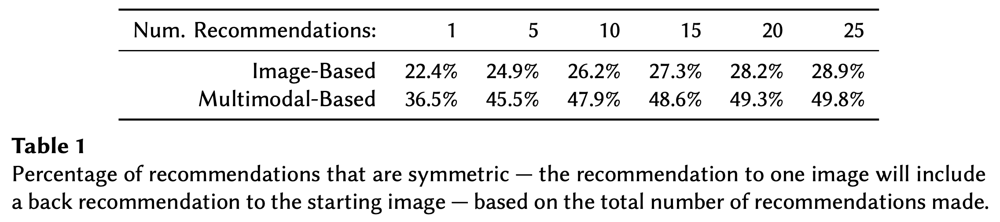 Num. Recommendations: 1 5 10 15 20 25
Image-Based 22.4% 24.9% 26.2% 27.3% 28.2% 28.9%
Multimodal-Based 36.5% 45.5% 47.9% 48.6% 49.3% 49.8%
Table 1
Percentage of recommendations that are symmetric — the recommendation to one image will include
a back recommendation to the starting image — based on the total number of recommendations made.